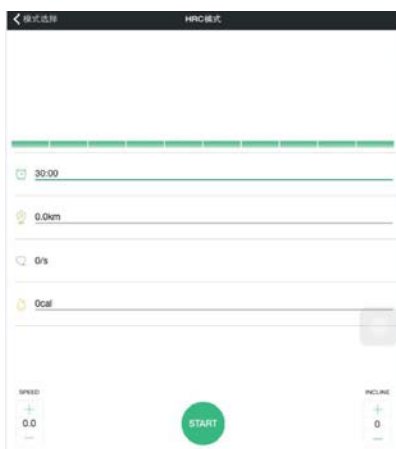 模式选择
HRC模式
30:00
0.0km
0/s
0cal
SPEED
INCLINE
+
+
0.0
START
0
−
−